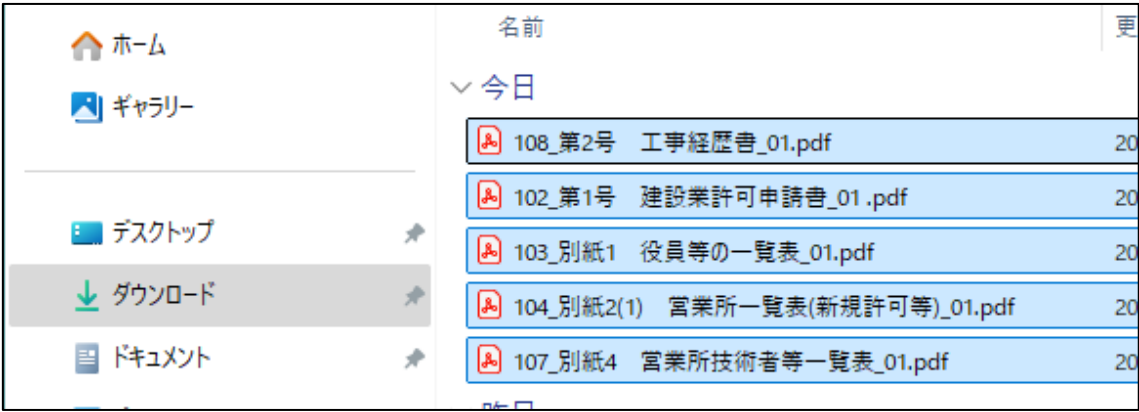 ホーム
ギャラリー
デスクトップ
ダウンロード
ドキュメント
名前
更
今日
108_第2号　工事経歴書_01.pdf
20
102_第1号　建設業許可申請書_01 .pdf
20
103_別紙1　役員等の一覧表_01.pdf
20
104_別紙2(1)　営業所一覧表(新規許可等)_01.pdf
20
107_別紙4　営業所技術者等一覧表_01.pdf
20